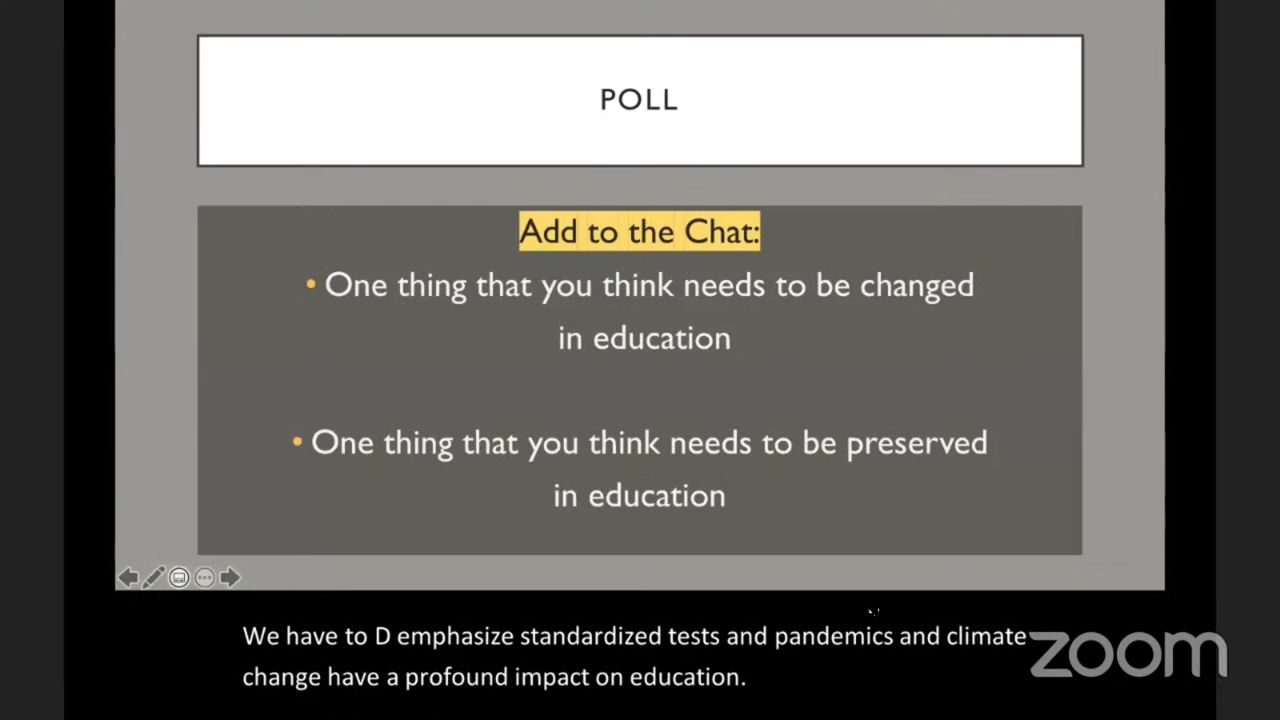 POLL
Add to the Chat:
• One thing that you think needs to be changed
in education
• One thing that you think needs to be preserved
in education
We have to D emphasize standardized tests and pandemics and climate
change have a profound impact on education.
zoom